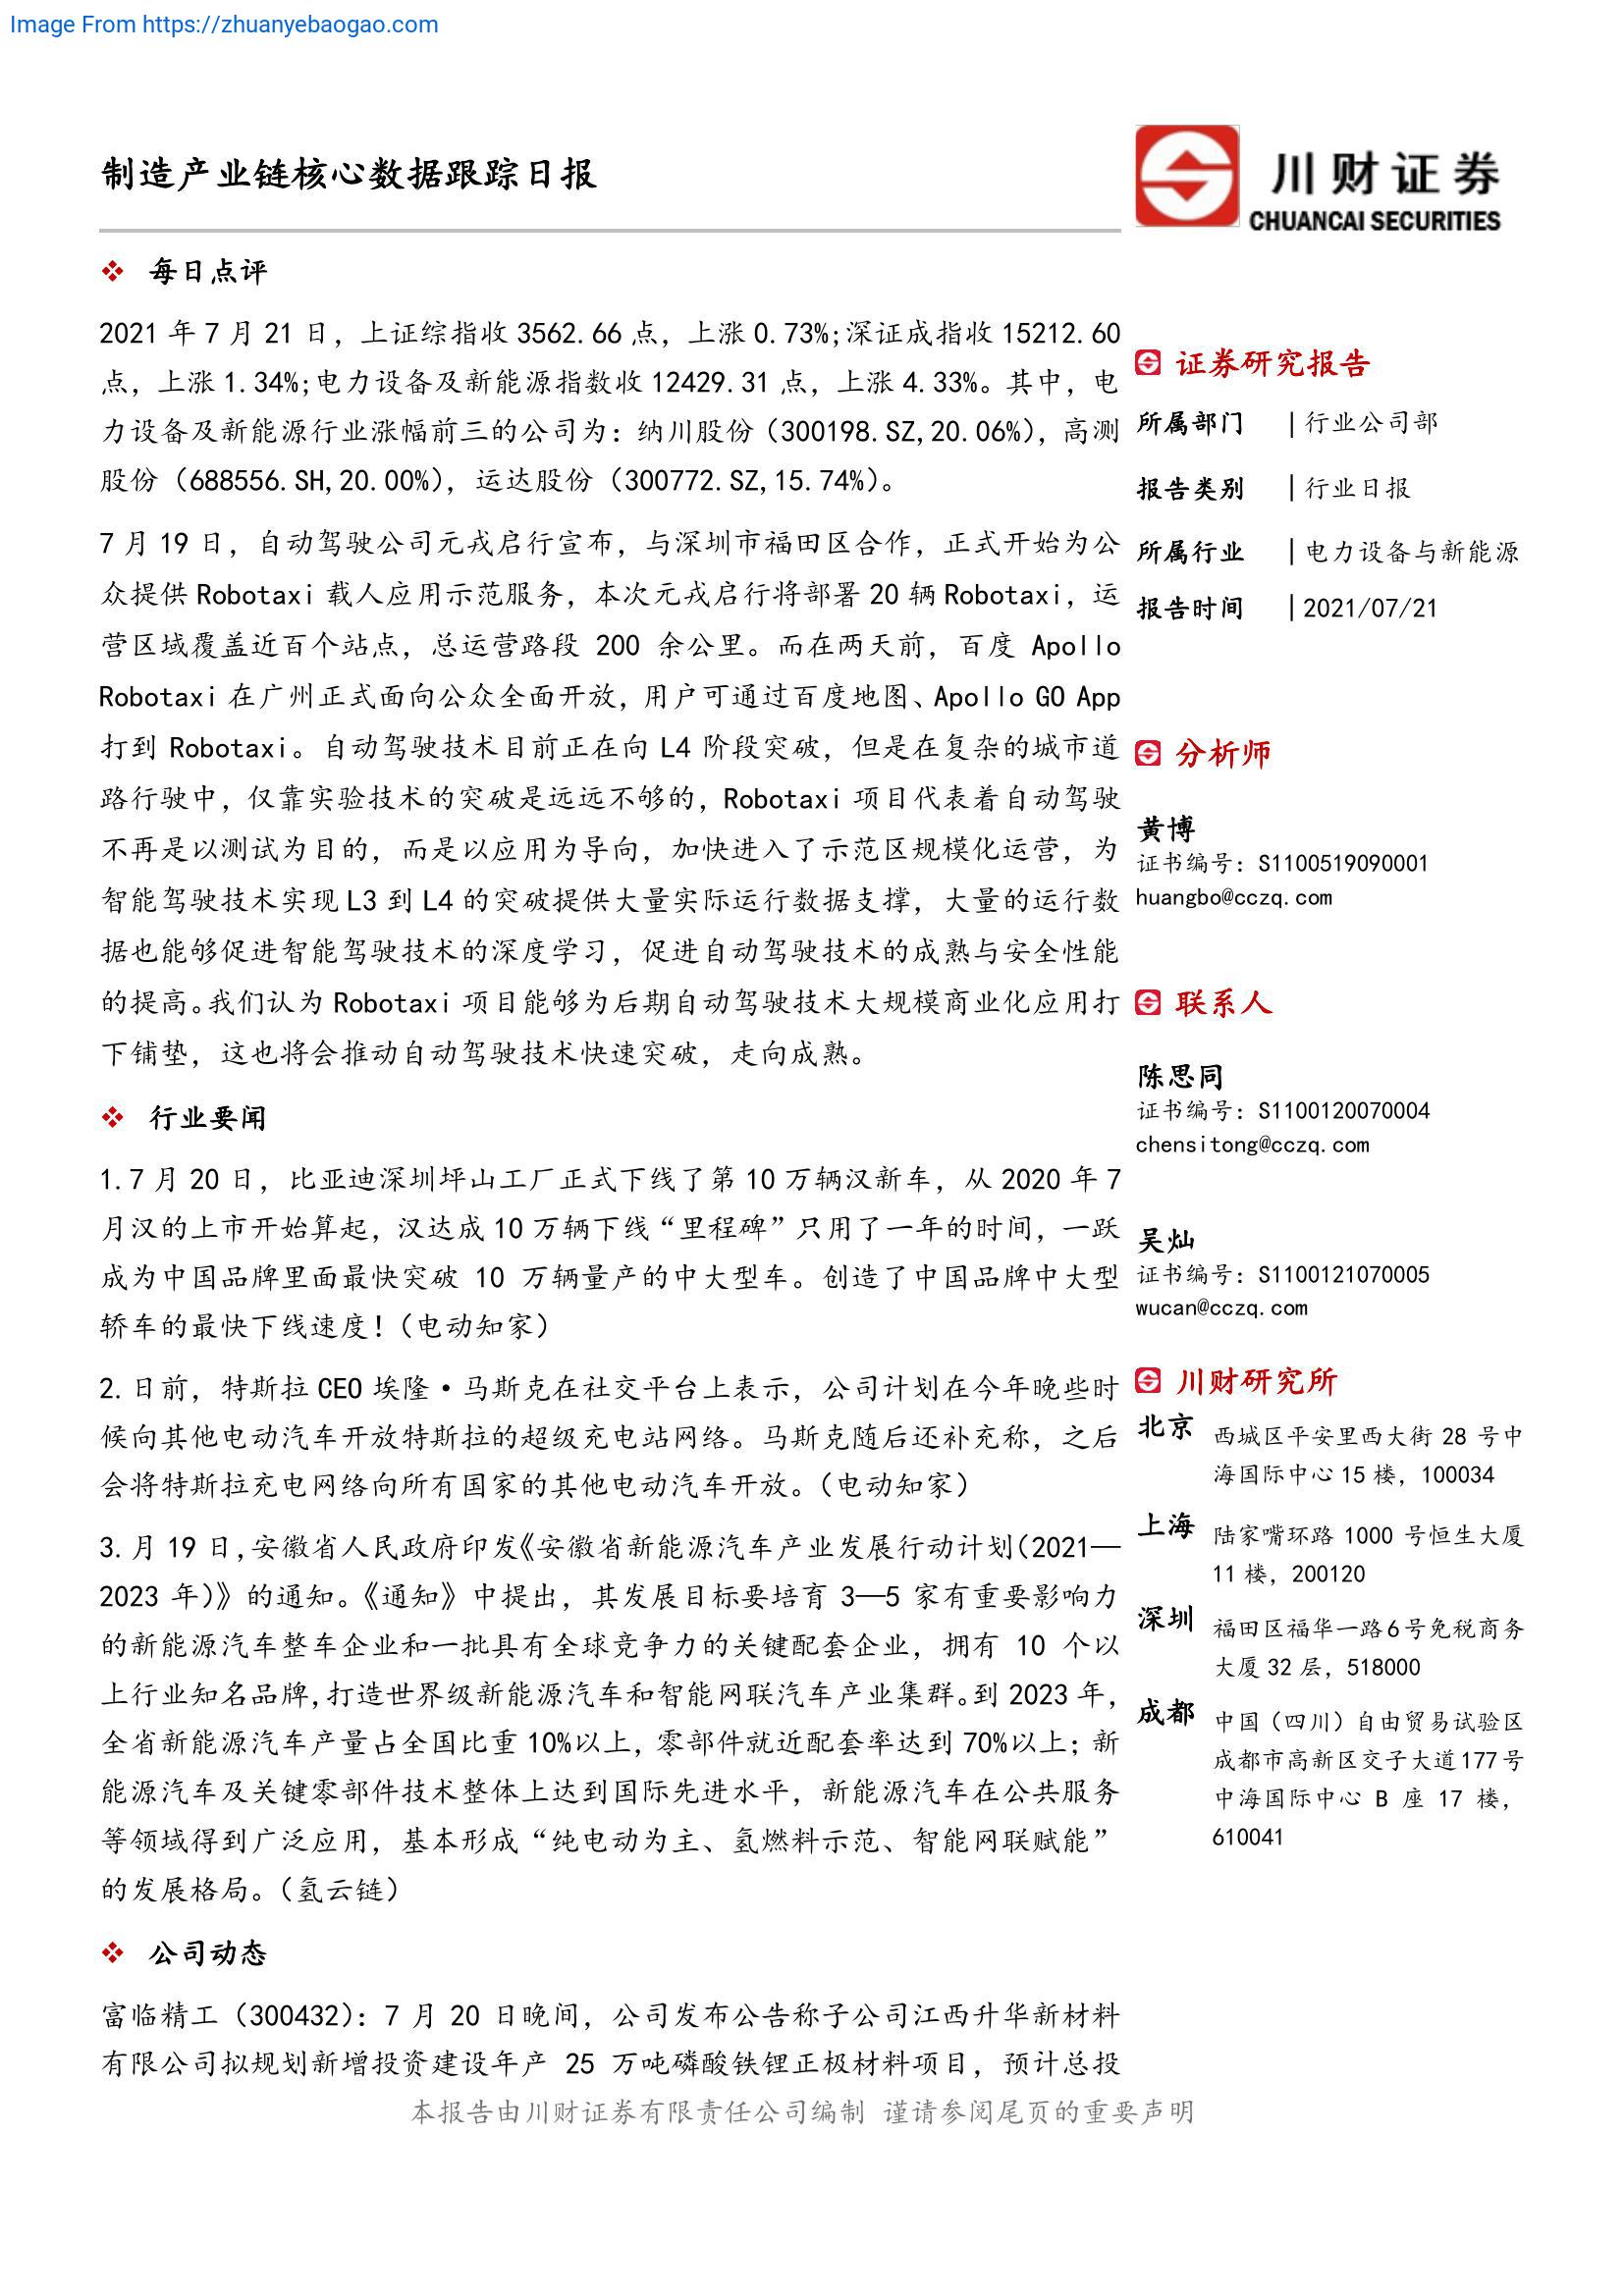 Image From https://zhuanyebaogao.com
制造产业链核心数据跟踪日报
川财证券
CHUANCAI SECURITIES
❖ 每日点评
2021 年 7 月 21 日，上证综指收 3562.66 点，上涨 0.73%;深证成指收 15212.60
点，上涨 1.34%;电力设备及新能源指数收 12429.31 点，上涨 4.33%。其中，电
力设备及新能源行业涨幅前三的公司为：纳川股份（300198.SZ,20.06%），高测
股份（688556.SH,20.00%），运达股份（300772.SZ,15.74%）。
7 月 19 日，自动驾驶公司元戎启行宣布，与深圳市福田区合作，正式开始为公
众提供 Robotaxi 载人应用示范服务，本次元戎启行将部署 20 辆 Robotaxi，运
营区域覆盖近百个站点，总运营路段 200 余公里。而在两天前，百度 Apollo
Robotaxi 在广州正式面向公众全面开放，用户可通过百度地图、Apollo GO App
打到 Robotaxi。自动驾驶技术目前正在向 L4 阶段突破，但是在复杂的城市道
路行驶中，仅靠实验技术的突破是远远不够的，Robotaxi 项目代表着自动驾驶
不再是以测试为目的，而是以应用为导向，加快进入了示范区规模化运营，为
智能驾驶技术实现 L3 到 L4 的突破提供大量实际运行数据支撑，大量的运行数
据也能够促进智能驾驶技术的深度学习，促进自动驾驶技术的成熟与安全性能
的提高。我们认为 Robotaxi 项目能够为后期自动驾驶技术大规模商业化应用打
下铺垫，这也将会推动自动驾驶技术快速突破，走向成熟。
❖ 行业要闻
1.7 月 20 日，比亚迪深圳坪山工厂正式下线了第 10 万辆汉新车，从 2020 年 7
月汉的上市开始算起，汉达成 10 万辆下线“里程碑”只用了一年的时间，一跃
成为中国品牌里面最快突破 10 万辆量产的中大型车。创造了中国品牌中大型
轿车的最快下线速度！（电动知家）
2.日前，特斯拉 CEO 埃隆·马斯克在社交平台上表示，公司计划在今年晚些时
候向其他电动汽车开放特斯拉的超级充电站网络。马斯克随后还补充称，之后
会将特斯拉充电网络向所有国家的其他电动汽车开放。（电动知家）
3.月 19 日,安徽省人民政府印发《安徽省新能源汽车产业发展行动计划（2021—
2023 年）》的通知。《通知》中提出，其发展目标要培育 3—5 家有重要影响力
的新能源汽车整车企业和一批具有全球竞争力的关键配套企业，拥有 10 个以
上行业知名品牌,打造世界级新能源汽车和智能网联汽车产业集群。到 2023 年，
全省新能源汽车产量占全国比重 10%以上，零部件就近配套率达到 70%以上；新
能源汽车及关键零部件技术整体上达到国际先进水平，新能源汽车在公共服务
等领域得到广泛应用，基本形成“纯电动为主、氢燃料示范、智能网联赋能”
的发展格局。（氢云链）
❖ 公司动态
富临精工（300432）：7 月 20 日晚间，公司发布公告称子公司江西升华新材料
有限公司拟规划新增投资建设年产 25 万吨磷酸铁锂正极材料项目，预计总投
证券研究报告
所属部门 | 行业公司部
报告类别 | 行业日报
所属行业 | 电力设备与新能源
报告时间 | 2021/07/21
分析师
黄博
证书编号：S1100519090001
huangbo@cczq.com
联系人
陈思同
证书编号：S1100120070004
chensitong@cczq.com
吴灿
证书编号：S1100121070005
wucan@cczq.com
川财研究所
北京 西城区平安里西大街 28 号中
海国际中心 15 楼，100034
上海 陆家嘴环路 1000 号恒生大厦
11 楼，200120
深圳 福田区福华一路 6 号免税商务
大厦 32 层，518000
成都 中国（四川）自由贸易试验区
成都市高新区交子大道 177 号
中海国际中心 B 座 17 楼，
610041
本报告由川财证券有限责任公司编制 谨请参阅尾页的重要声明